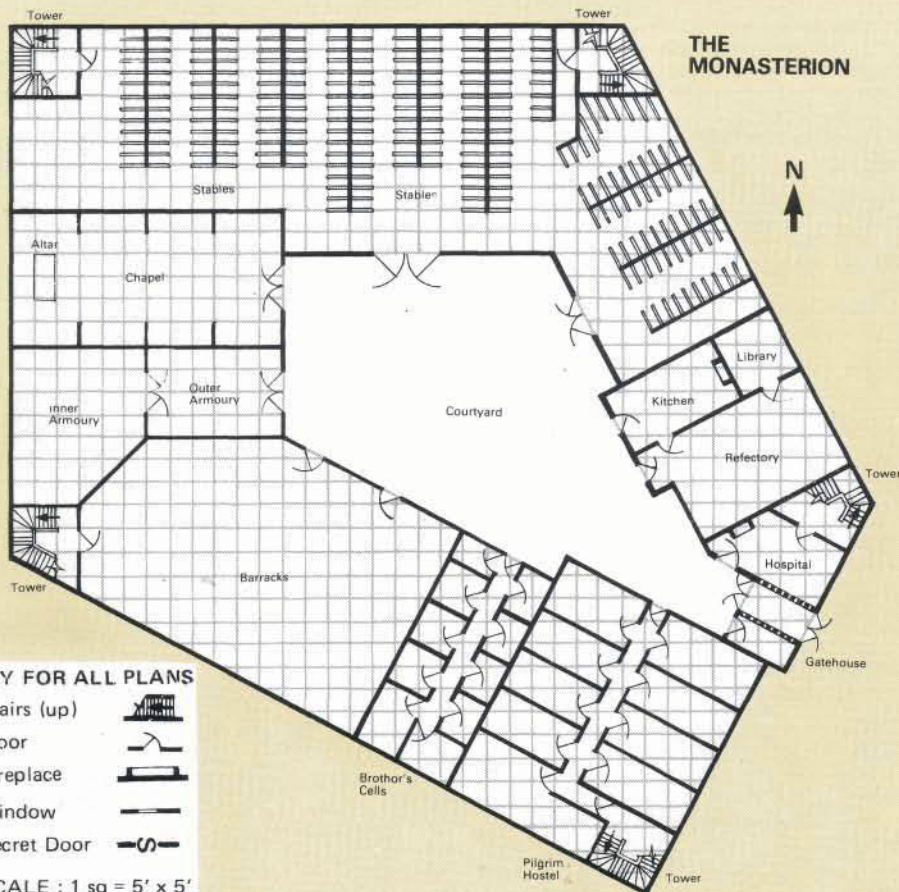 Tower
Tower
THE
MONASTERION
N
Stables
Stables
Altar
Chapel
Library
Outer
Armoury
Inner
Armoury
Kitchen
Courtyard
Refectory
Tower
Hospital
Barracks
Tower
Gatehouse
Y FOR ALL PLANS
airs (up)
oor
replace
indow
ecret Door
S
CALE : 1 sq = 5' x 5'
Brothor's
Cells
Pilgrim
Hostel
Tower